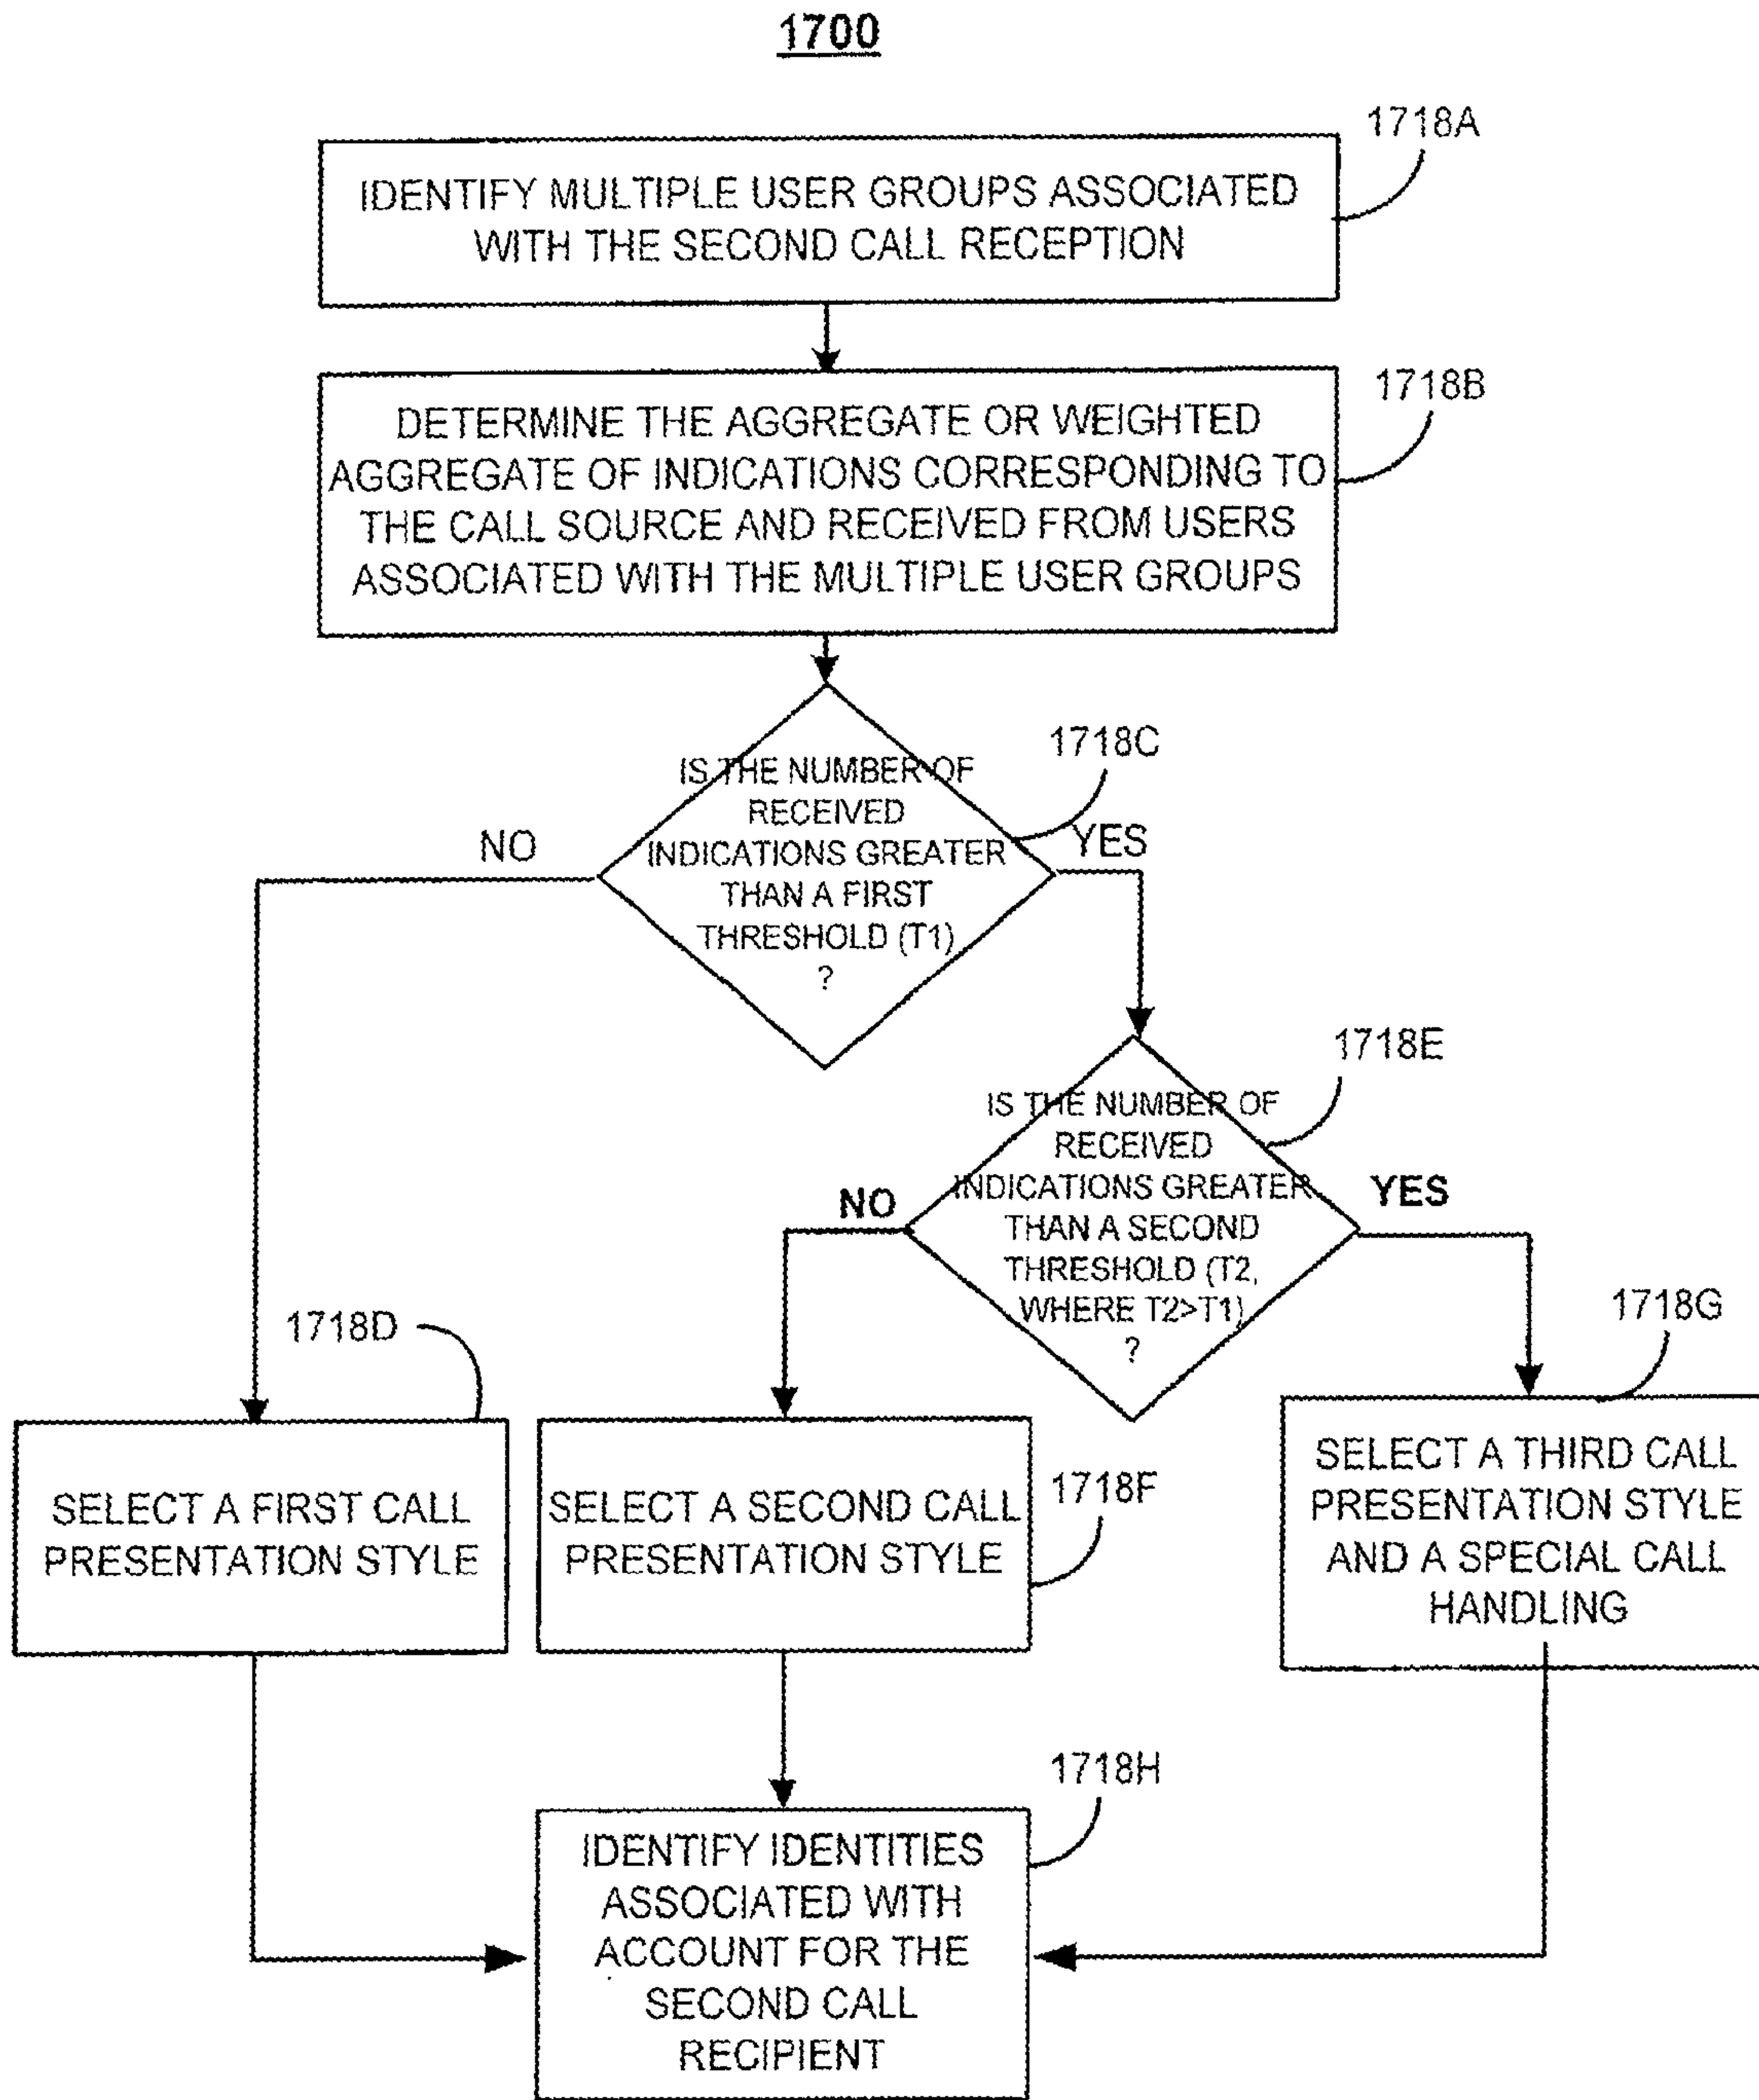 1700
1718A
IDENTIFY MULTIPLE USER GROUPS ASSOCIATED
WITH THE SECOND CALL RECEPTION
1718B
DETERMINE THE AGGREGATE OR WEIGHTED
AGGREGATE OF INDICATIONS CORRESPONDING TO
THE CALL SOURCE AND RECEIVED FROM USERS
ASSOCIATED WITH THE MULTIPLE USER GROUPS
1718C
IS THE NUMBER OF
RECEIVED
INDICATIONS GREATER
THAN A FIRST
THRESHOLD (T1)
?
NO
YES
1718E
IS THE NUMBER OF
RECEIVED
INDICATIONS GREATER
THAN A SECOND
THRESHOLD (T2,
WHERE T2>T1)
?
NO
YES
1718D
SELECT A FIRST CALL
PRESENTATION STYLE
1718F
SELECT A SECOND CALL
PRESENTATION STYLE
1718G
SELECT A THIRD CALL
PRESENTATION STYLE
AND A SPECIAL CALL
HANDLING
1718H
IDENTIFY IDENTITIES
ASSOCIATED WITH
ACCOUNT FOR THE
SECOND CALL
RECIPIENT